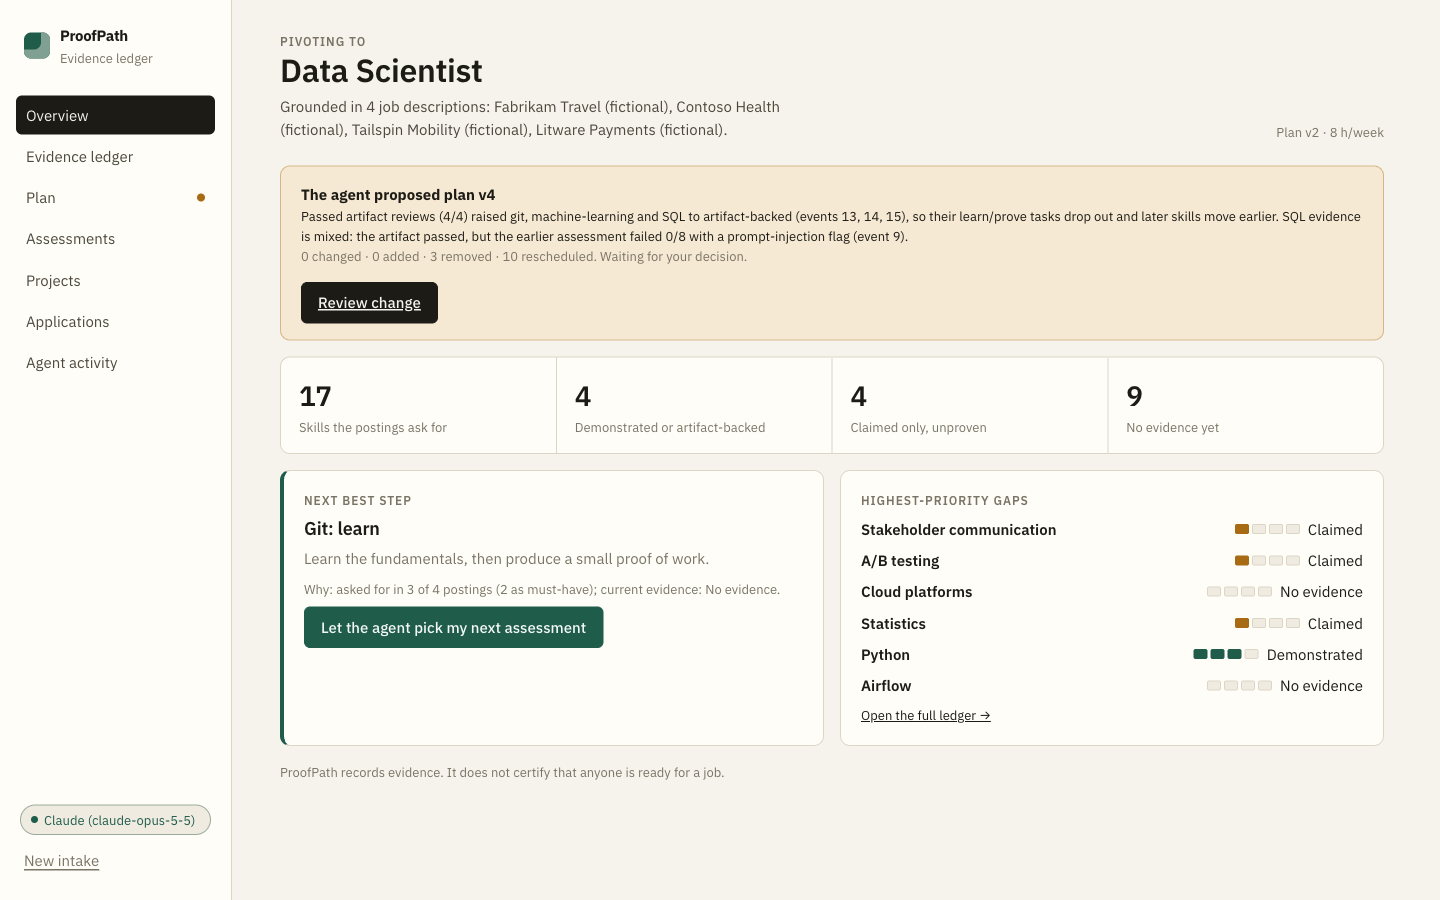 ProofPath
Evidence ledger
Overview
Evidence ledger
Plan
Assessments
Projects
Applications
Agent activity
Claude (claude-opus-5-5)
New intake
PIVOTING TO
Data Scientist
Grounded in 4 job descriptions: Fabrikam Travel (fictional), Contoso Health
(fictional), Tailspin Mobility (fictional), Litware Payments (fictional).
Plan v2 · 8 h/week
The agent proposed plan v4
Passed artifact reviews (4/4) raised git, machine-learning and SQL to artifact-backed (events 13, 14, 15), so their learn/prove tasks drop out and later skills move earlier. SQL evidence
is mixed: the artifact passed, but the earlier assessment failed 0/8 with a prompt-injection flag (event 9).
0 changed · 0 added · 3 removed · 10 rescheduled. Waiting for your decision.
Review change
17
Skills the postings ask for
4
Demonstrated or artifact-backed
4
Claimed only, unproven
9
No evidence yet
NEXT BEST STEP
Git: learn
Learn the fundamentals, then produce a small proof of work.
Why: asked for in 3 of 4 postings (2 as must-have); current evidence: No evidence.
Let the agent pick my next assessment
HIGHEST-PRIORITY GAPS
Stakeholder communication Claimed
A/B testing Claimed
Cloud platforms No evidence
Statistics Claimed
Python Demonstrated
Airflow No evidence
Open the full ledger →
ProofPath records evidence. It does not certify that anyone is ready for a job.